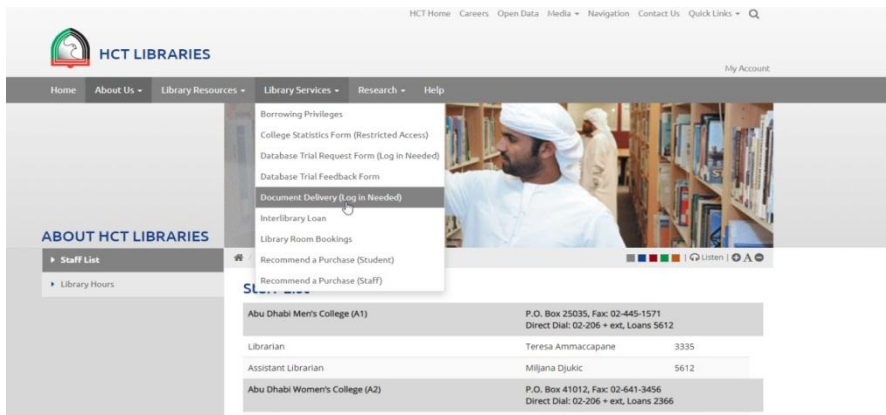 HCT Home Careers Open Data Media Navigation Contact Us Quick Links
HCT LIBRARIES
My Account
Home About Us Library Resources Library Services Research Help
Borrowing Privileges
College Statistics Form (Restricted Access)
Database Trial Request Form (Log in Needed)
Database Trial Feedback Form
Document Delivery (Log in Needed)
Interlibrary Loan
Library Room Bookings
Recommend a Purchase (Student)
Recommend a Purchase (Staff)
ABOUT HCT LIBRARIES
Staff List
Library Hours
| Listen | A
Staff List
Abu Dhabi Men's College (A1) P.O. Box 25035, Fax: 02-445-1571
Direct Dial: 02-206 + ext, Loans 5612
Librarian Teresa Ammaccapane 3335
Assistant Librarian Miljana Djukic 5612
Abu Dhabi Women's College (A2) P.O. Box 41012, Fax: 02-641-3456
Direct Dial: 02-206 + ext, Loans 2366